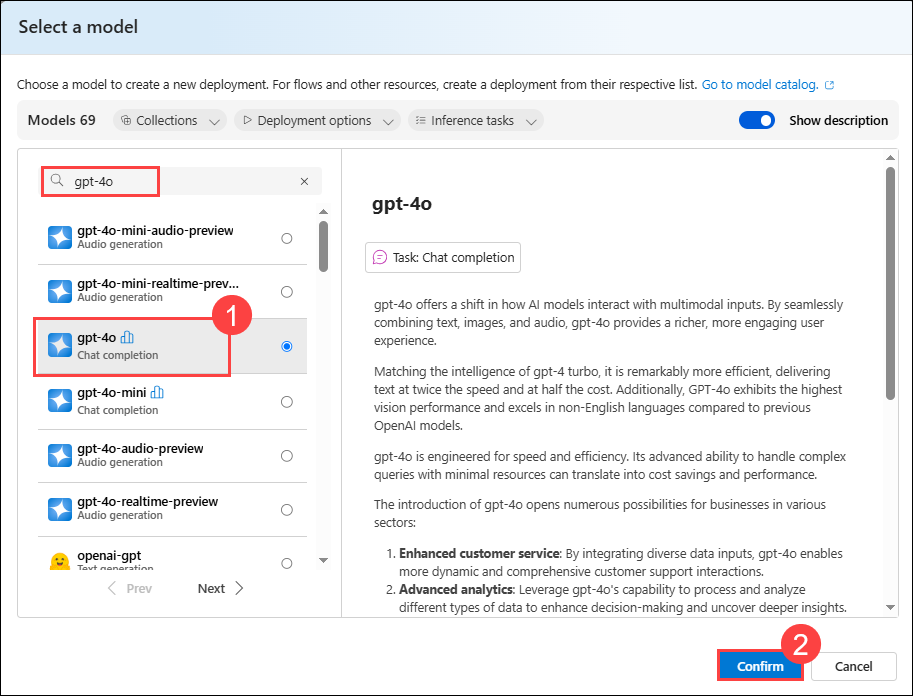 Select a model
Choose a model to create a new deployment. For flows and other resources, create a deployment from their respective list. Go to model catalog.
Models 69 Collections Deployment options Inference tasks Show description
gpt-4o
gpt-4o-mini-audio-preview
Audio generation
gpt-4o-mini-realtime-prev...
Audio generation
1
gpt-4o
Chat completion
gpt-4o-mini
Chat completion
gpt-4o-audio-preview
Audio generation
gpt-4o-realtime-preview
Audio generation
openai-gpt
Text generation
Prev Next
gpt-4o
Task: Chat completion
gpt-4o offers a shift in how AI models interact with multimodal inputs. By seamlessly
combining text, images, and audio, gpt-4o provides a richer, more engaging user
experience.
Matching the intelligence of gpt-4 turbo, it is remarkably more efficient, delivering
text at twice the speed and at half the cost. Additionally, GPT-4o exhibits the highest
vision performance and excels in non-English languages compared to previous
OpenAI models.
gpt-4o is engineered for speed and efficiency. Its advanced ability to handle complex
queries with minimal resources can translate into cost savings and performance.
The introduction of gpt-4o opens numerous possibilities for businesses in various
sectors:
1. Enhanced customer service: By integrating diverse data inputs, gpt-4o enables
more dynamic and comprehensive customer support interactions.
2. Advanced analytics: Leverage gpt-4o's capability to process and analyze
different types of data to enhance decision-making and uncover deeper insights.
2
Confirm Cancel